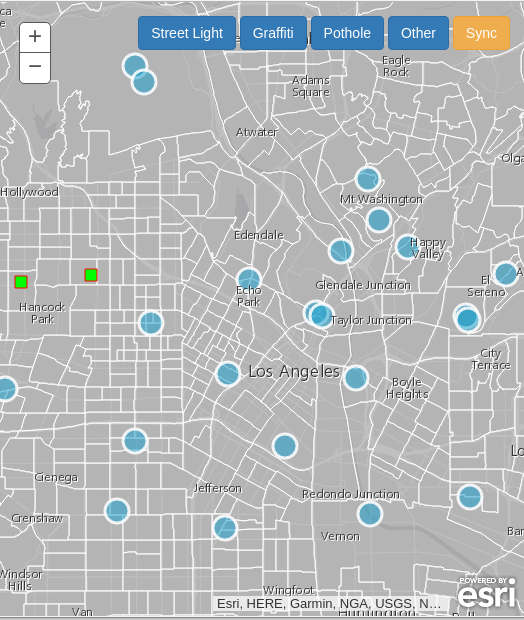 +
−
Street Light
Graffiti
Pothole
Other
Sync
Eagle
Rock
Adams
Square
Atwater
Hollywood
Mt Washington
Edendale
Happy
Valley
Glendale Junction
El
Sereno
Echo
Park
Hancock
Park
Taylor Junction
City
Terrace
Los Angeles
Boyle
Heights
Cienega
Jefferson
Redondo Junction
Crenshaw
Vernon
Windsor
Hills
Wingfoot
Van
Esri, HERE, Garmin, NGA, USGS, N…
POWERED BY
esri